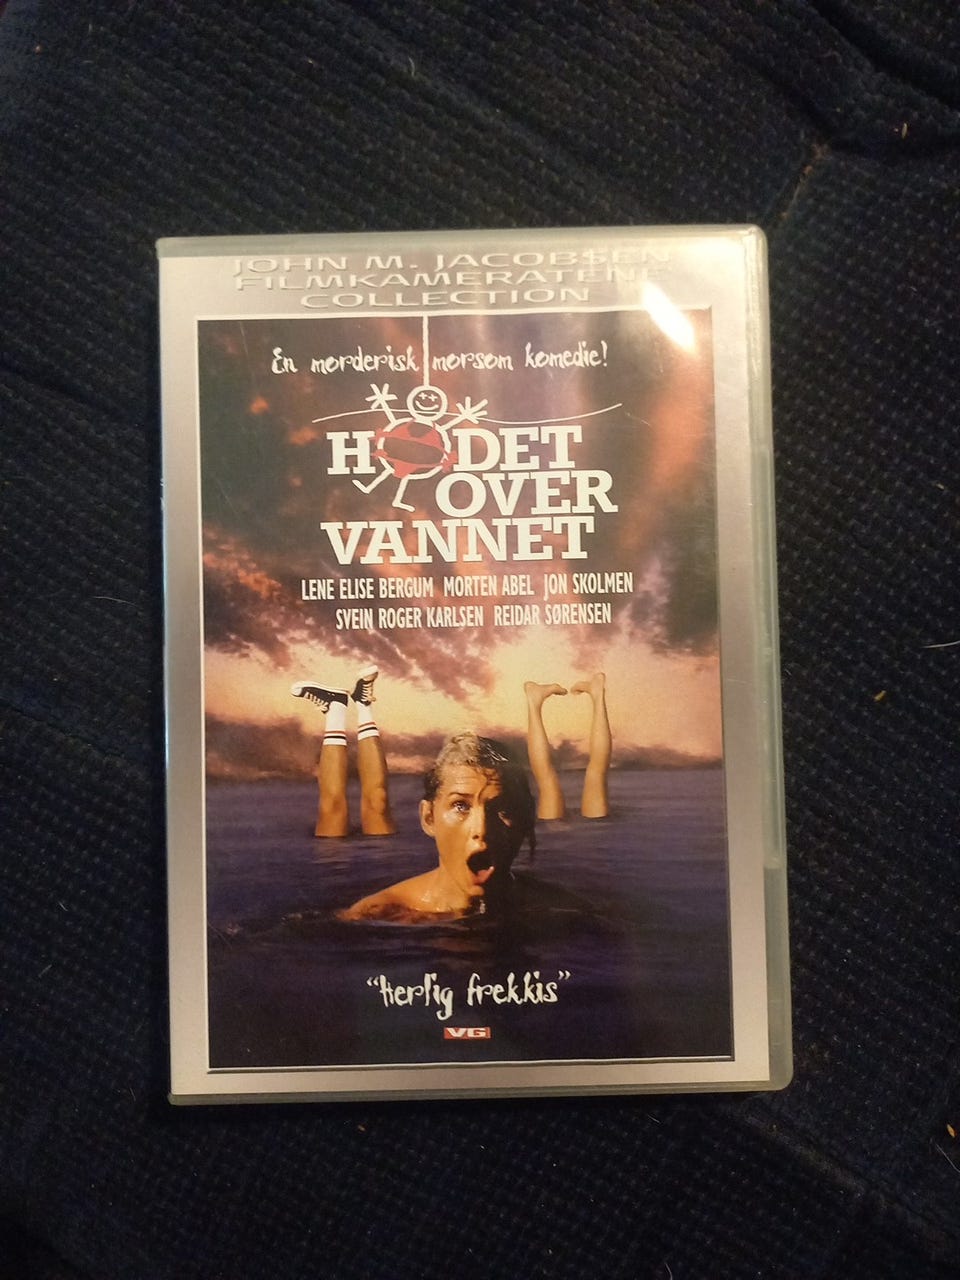 JOHN M. JACOBSEN
FILMKAMERATENE
COLLECTION
En morderisk morsom komedie!
HODET
OVER
VANNET
LENE ELISE BERGUM MORTEN ABEL JON SKOLMEN
SVEIN ROGER KARLSEN REIDAR SØRENSEN
"Herlig frekkis"
VG